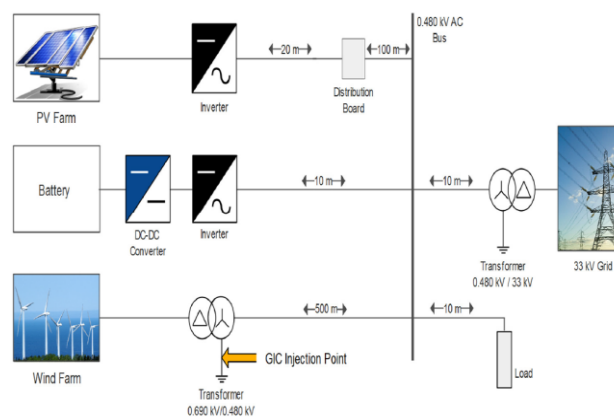 0.480 kV AC
Bus
20 m
100 m
Distribution
Board
Inverter
PV Farm
Battery
DC-DC
Converter
Inverter
10 m
10 m
Transformer
0.480 kV / 33 kV
33 kV Grid
500 m
10 m
GIC Injection Point
Wind Farm
Transformer
0.690 kV/0.480 kV
Load